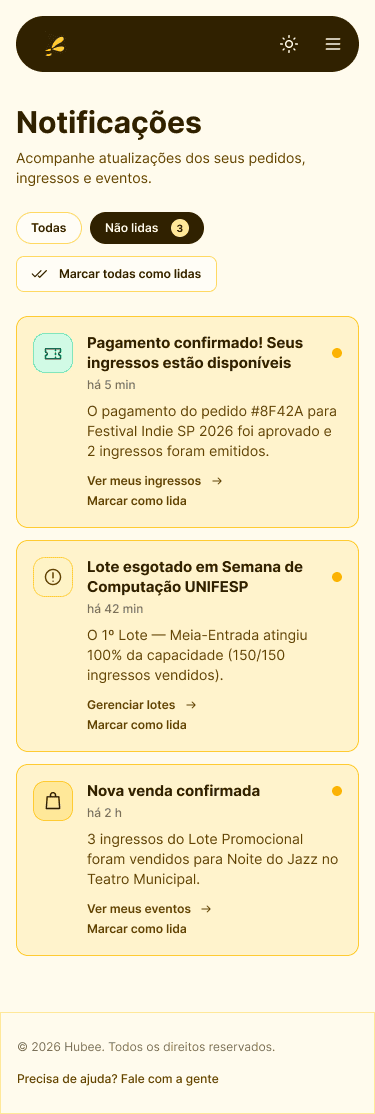 Notificações
Acompanhe atualizações dos seus pedidos,
ingressos e eventos.
Todas
Não lidas 3
Marcar todas como lidas
Pagamento confirmado! Seus
ingressos estão disponíveis
há 5 min
O pagamento do pedido #8F42A para
Festival Indie SP 2026 foi aprovado e
2 ingressos foram emitidos.
Ver meus ingressos →
Marcar como lida
Lote esgotado em Semana de
Computação UNIFESP
há 42 min
O 1º Lote — Meia-Entrada atingiu
100% da capacidade (150/150
ingressos vendidos).
Gerenciar lotes →
Marcar como lida
Nova venda confirmada
há 2 h
3 ingressos do Lote Promocional
foram vendidos para Noite do Jazz no
Teatro Municipal.
Ver meus eventos →
Marcar como lida
© 2026 Hubee. Todos os direitos reservados.
Precisa de ajuda? Fale com a gente